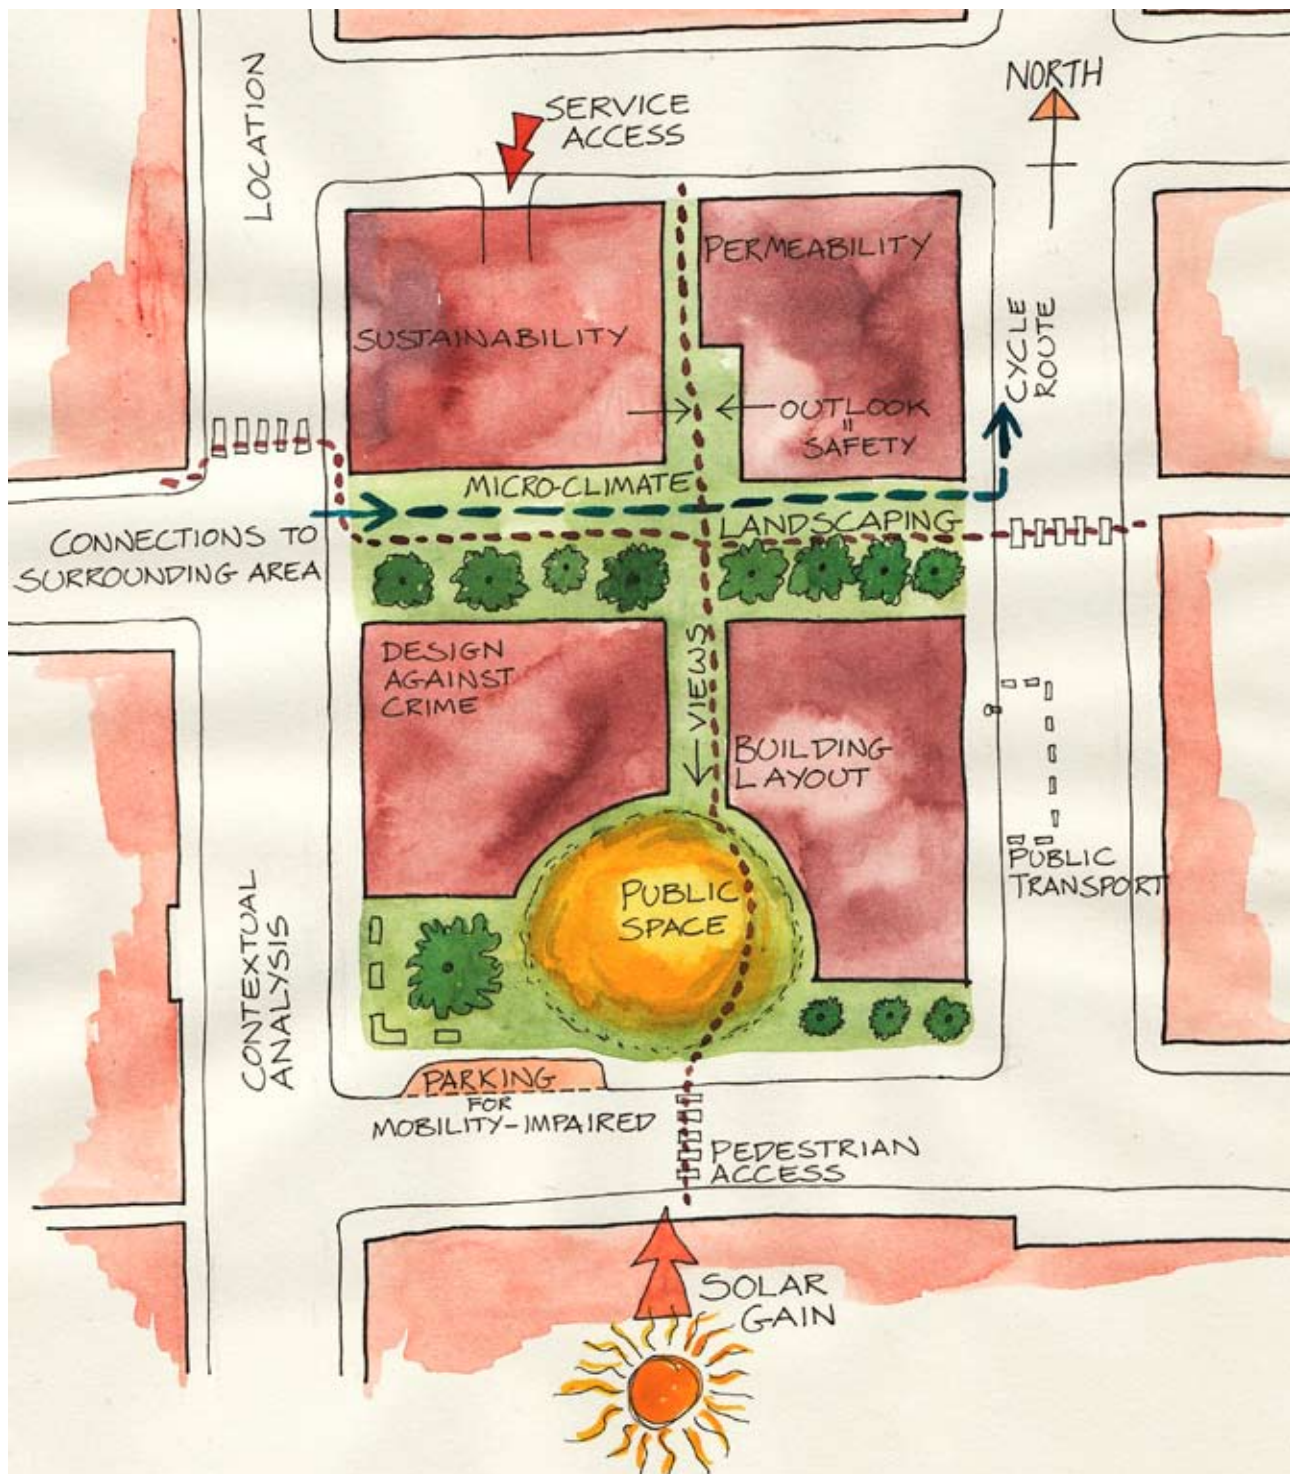 LOCATION
SERVICE
ACCESS
NORTH
PERMEABILITY
SUSTAINABILITY
CYCLE
ROUTE
OUTLOOK
=
SAFETY
MICRO-CLIMATE
LANDSCAPING
CONNECTIONS TO
SURROUNDING AREA
DESIGN
AGAINST
CRIME
VIEWS
BUILDING
LAYOUT
PUBLIC
TRANSPORT
PUBLIC
SPACE
CONTEXTUAL
ANALYSIS
PARKING
FOR
MOBILITY-IMPAIRED
PEDESTRIAN
ACCESS
SOLAR
GAIN